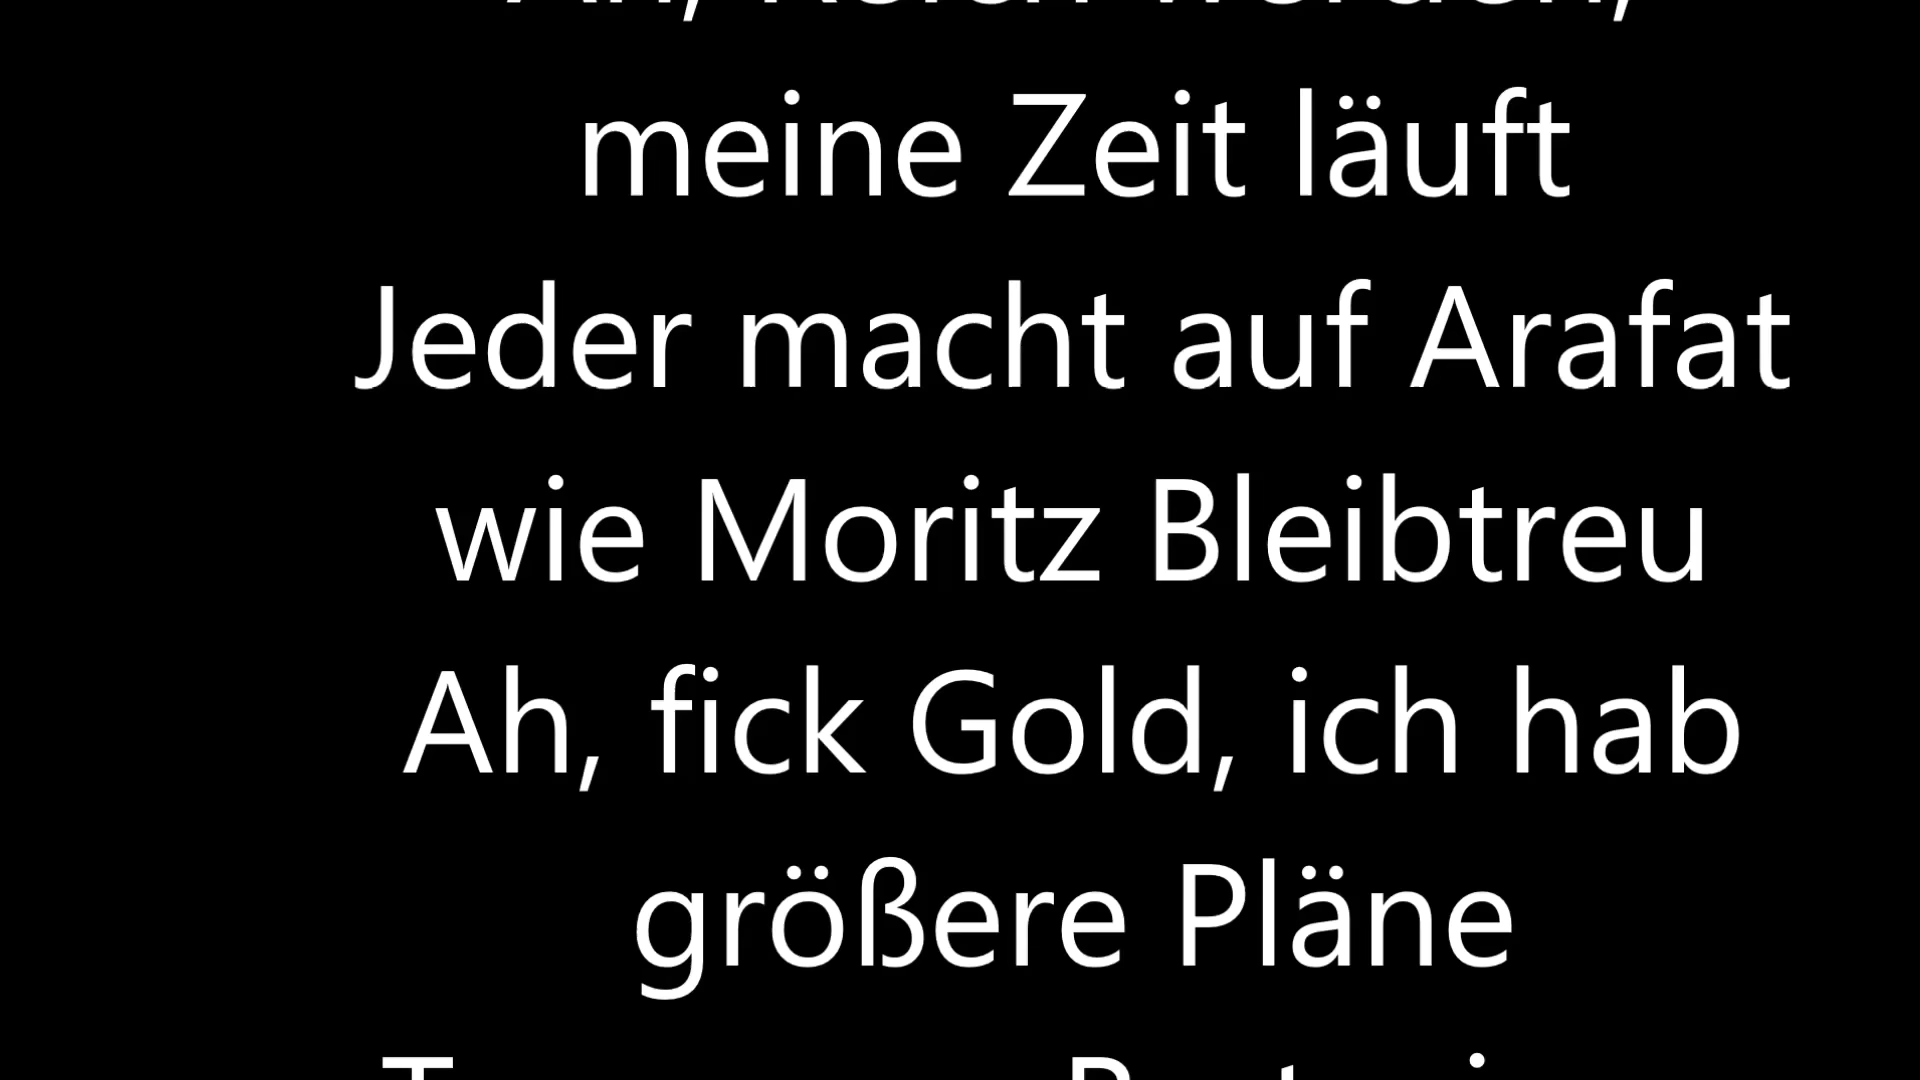 meine Zeit läuft
Jeder macht auf Arafat
wie Moritz Bleibtreu
Ah, fick Gold, ich hab
größere Pläne